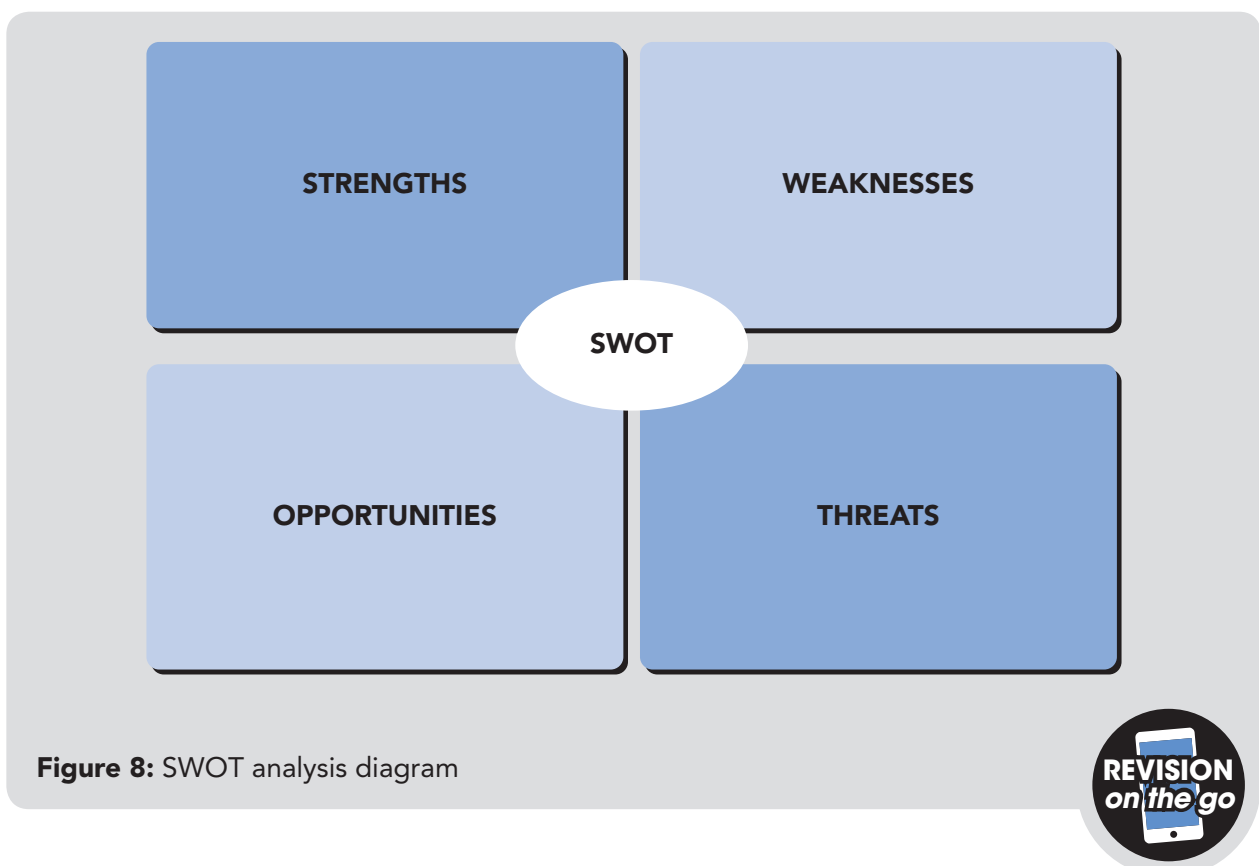 STRENGTHS
WEAKNESSES
SWOT
OPPORTUNITIES
THREATS
Figure 8: SWOT analysis diagram
REVISION
on the go